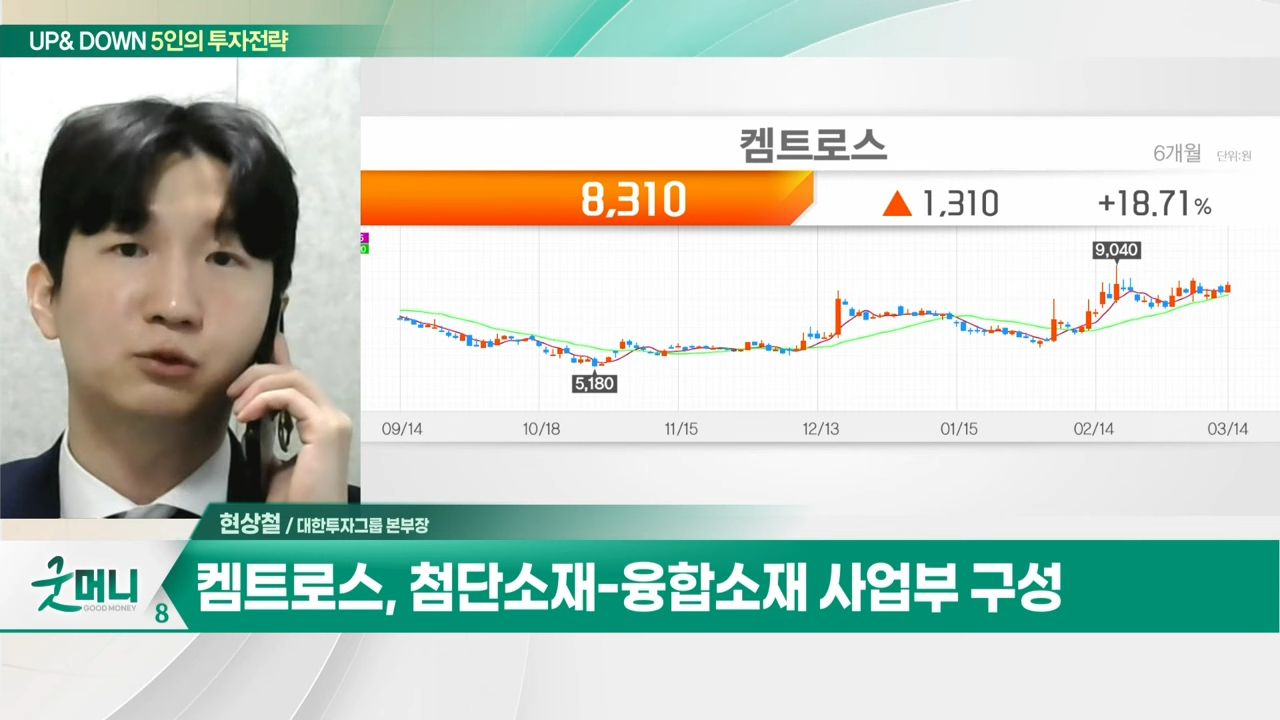 UP& DOWN 5인의 투자전략
켐트로스
6개월 단위:원
8,310 ▲ 1,310 +18.71%
9,040
5,180
09/14 10/18 11/15 12/13 01/15 02/14 03/14
현상철 / 대한투자그룹 본부장
굿머니
GOOD MONEY
8
켐트로스, 첨단소재-융합소재 사업부 구성